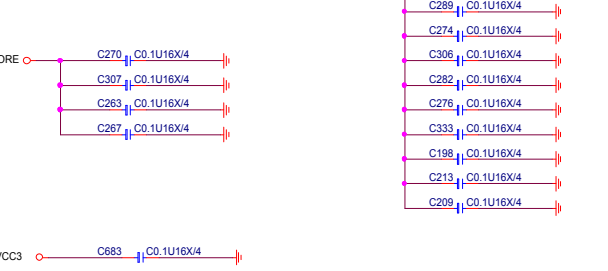 ORE
C270 C0.1U16X/4
C307 C0.1U16X/4
C263 C0.1U16X/4
C267 C0.1U16X/4
C289 C0.1U16X/4
C274 C0.1U16X/4
C306 C0.1U16X/4
C282 C0.1U16X/4
C276 C0.1U16X/4
C333 C0.1U16X/4
C198 C0.1U16X/4
C213 C0.1U16X/4
C209 C0.1U16X/4
VCC3 C683 C0.1U16X/4